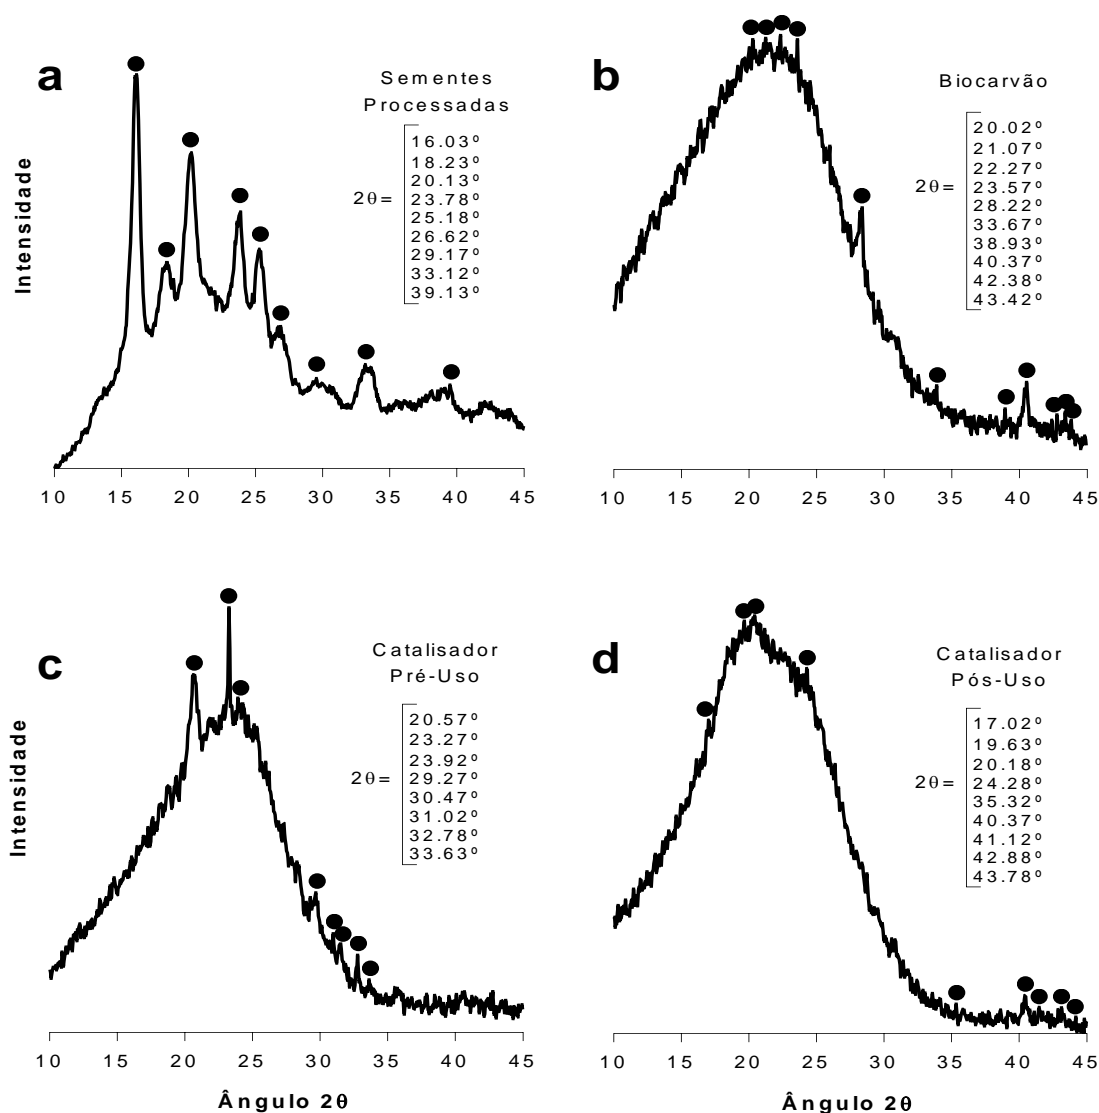 a
Sementes
Processadas
2θ=
16.03º
18.23º
20.13º
23.78º
25.18º
26.62º
29.17º
33.12º
39.13º
Intensidade
10 15 20 25 30 35 40 45
b
Biocarvão
2θ=
20.02º
21.07º
22.27º
23.57º
28.22º
33.67º
38.93º
40.37º
42.38º
43.42º
10 15 20 25 30 35 40 45
c
Catalisador
Pré-Uso
2θ=
20.57º
23.27º
23.92º
29.27º
30.47º
31.02º
32.78º
33.63º
Intensidade
10 15 20 25 30 35 40 45
Ângulo 2θ
d
Catalisador
Pós-Uso
2θ=
17.02º
19.63º
20.18º
24.28º
35.32º
40.37º
41.12º
42.88º
43.78º
10 15 20 25 30 35 40 45
Ângulo 2θ